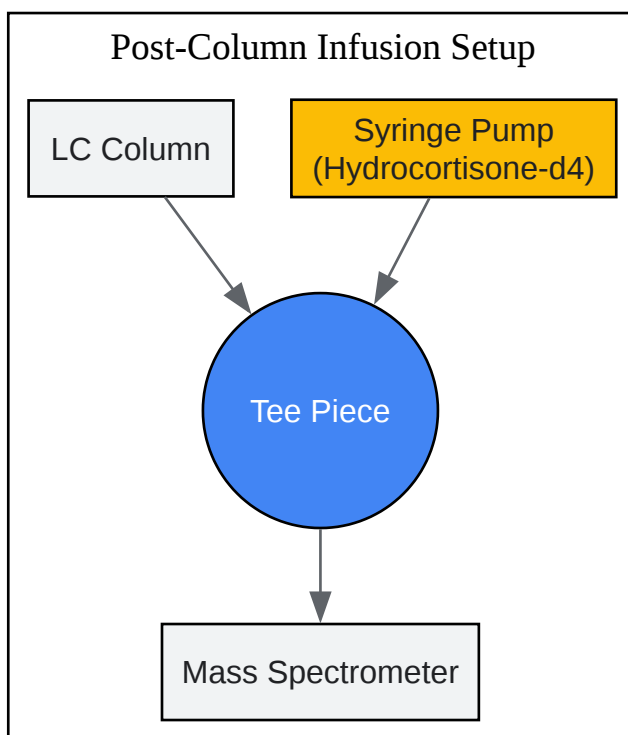 Post-Column Infusion Setup
LC Column
Syringe Pump
(Hydrocortisone-d4)
Tee Piece
Mass Spectrometer